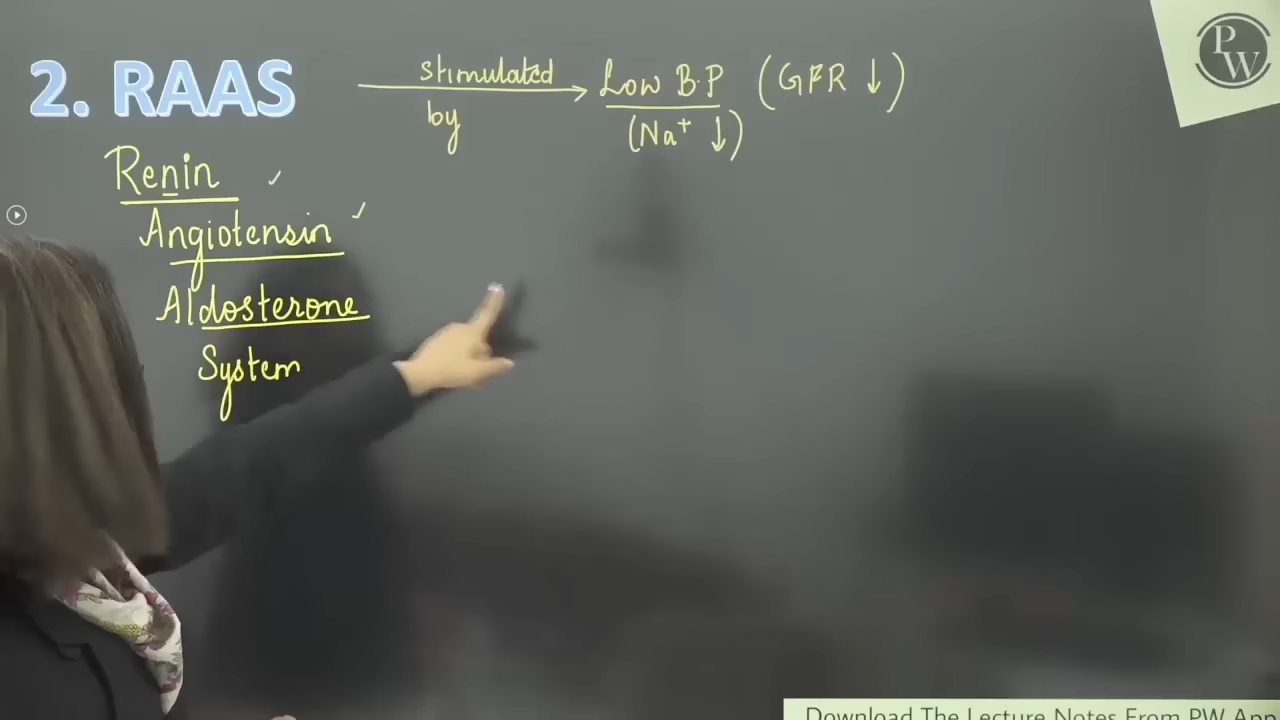 2. RAAS
stimulated
by
Low B.P (GFR ↓)
(Na+ ↓)
Renin
Angiotensin
Aldosterone
System
PW
Download The Lecture Notes From PW App